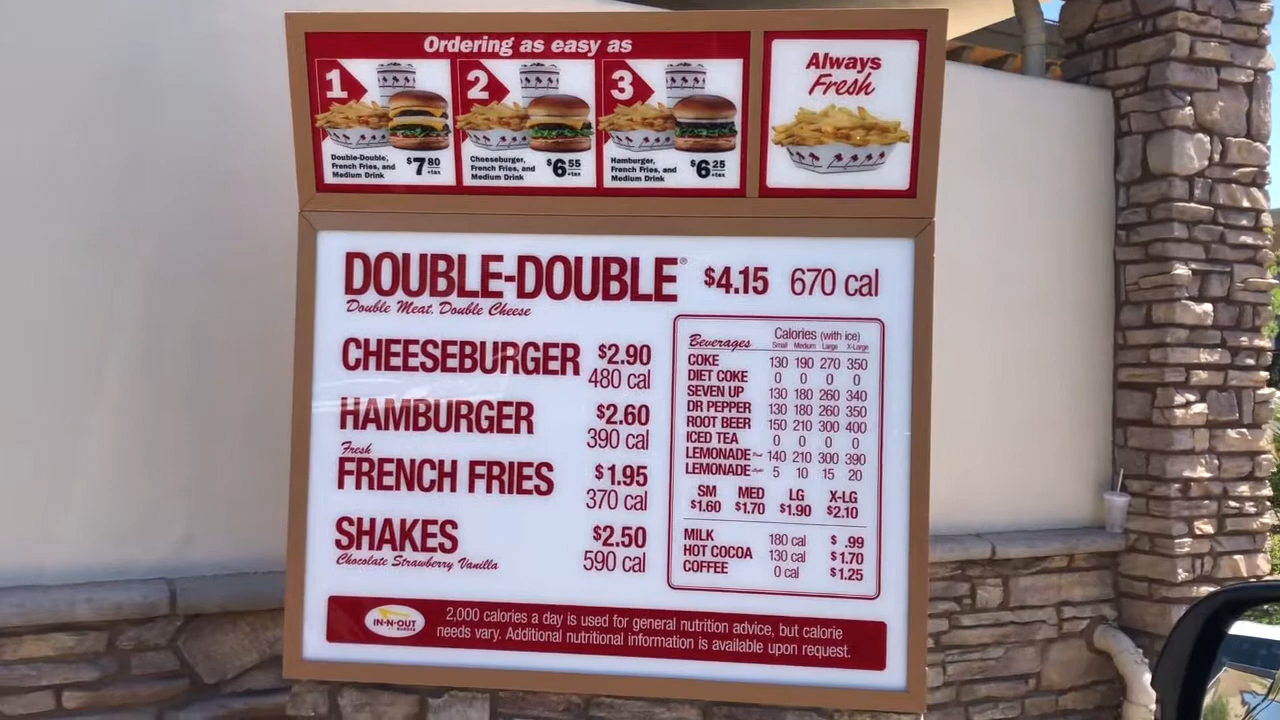 Ordering as easy as
1
Double-Double,
French Fries, and
Medium Drink
$7 80
+tax
2
Cheeseburger,
French Fries, and
Medium Drink
$6 55
+tax
3
Hamburger,
French Fries, and
Medium Drink
$6 25
+tax
Always
Fresh
DOUBLE-DOUBLE® $4.15 670 cal
Double Meat, Double Cheese
CHEESEBURGER $2.90
480 cal
HAMBURGER $2.60
390 cal
Fresh
FRENCH FRIES $1.95
370 cal
SHAKES $2.50
590 cal
Chocolate Strawberry Vanilla
Calories (with ice)
Beverages Small Medium Large X-Large
COKE 130 190 270 350
DIET COKE 0 0 0 0
SEVEN UP 130 180 260 340
DR PEPPER 130 180 260 350
ROOT BEER 150 210 300 400
ICED TEA 0 0 0 0
LEMONADE 140 210 300 390
LEMONADE 5 10 15 20
SM MED LG X-LG
$1.60 $1.70 $1.90 $2.10
MILK 180 cal $ .99
HOT COCOA 130 cal $1.70
COFFEE 0 cal $1.25
IN-N-OUT
BURGER
2,000 calories a day is used for general nutrition advice, but calorie
needs vary. Additional nutritional information is available upon request.